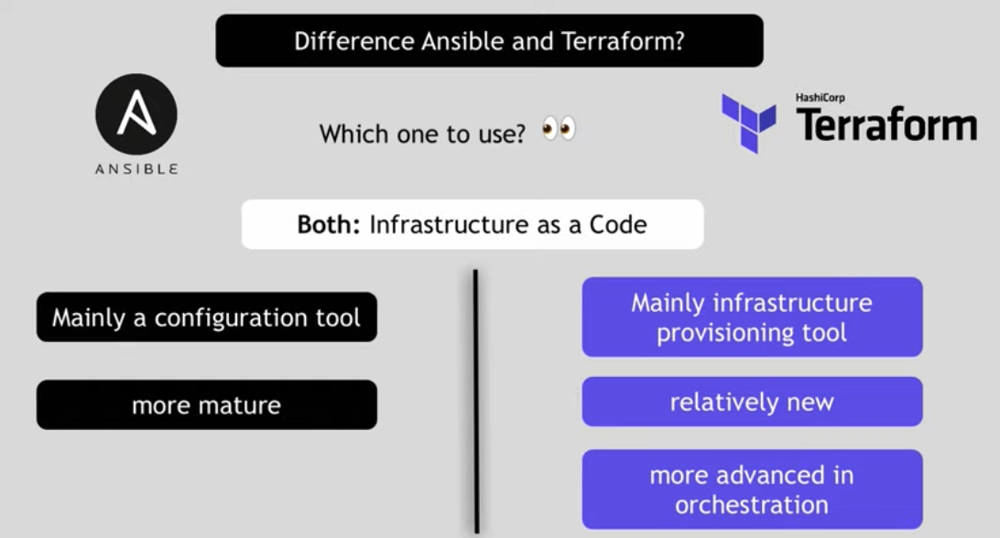 Difference Ansible and Terraform?
ANSIBLE
Which one to use?
HashiCorp
Terraform
Both: Infrastructure as a Code
Mainly a configuration tool
more mature
Mainly infrastructure
provisioning tool
relatively new
more advanced in
orchestration